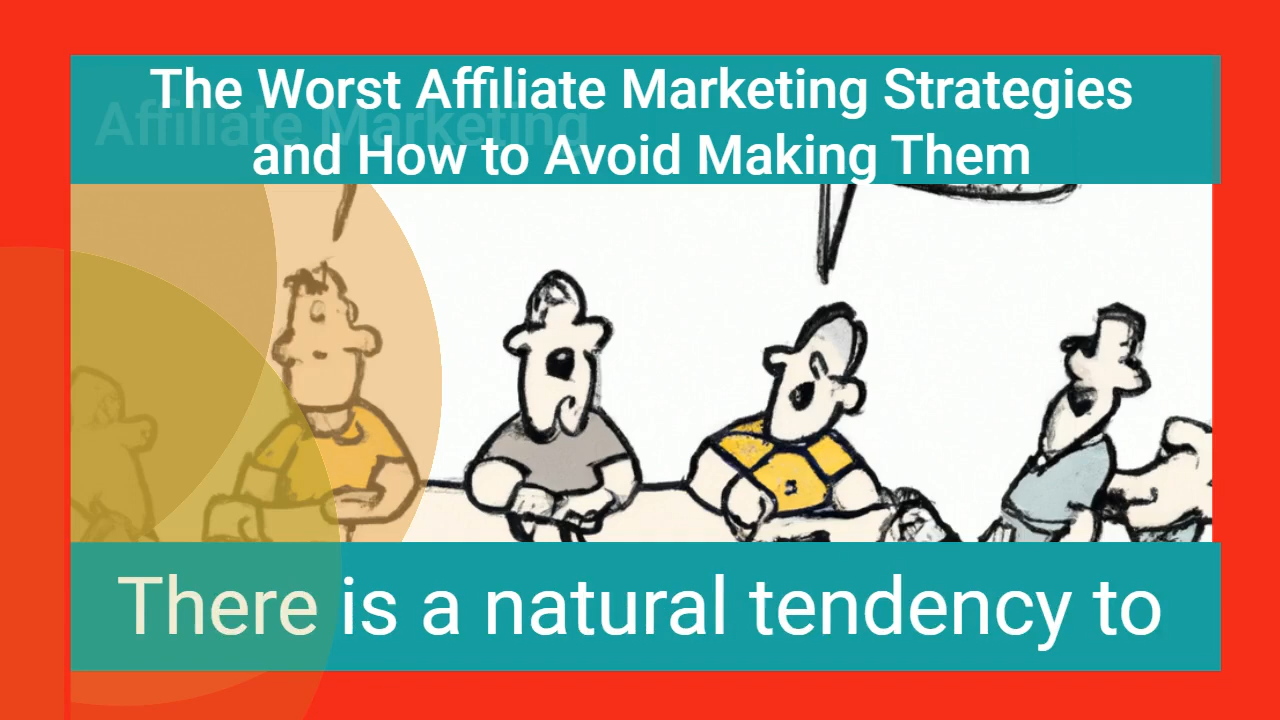 The Worst Affiliate Marketing Strategies
Affiliate Marketing
and How to Avoid Making Them
There is a natural tendency to